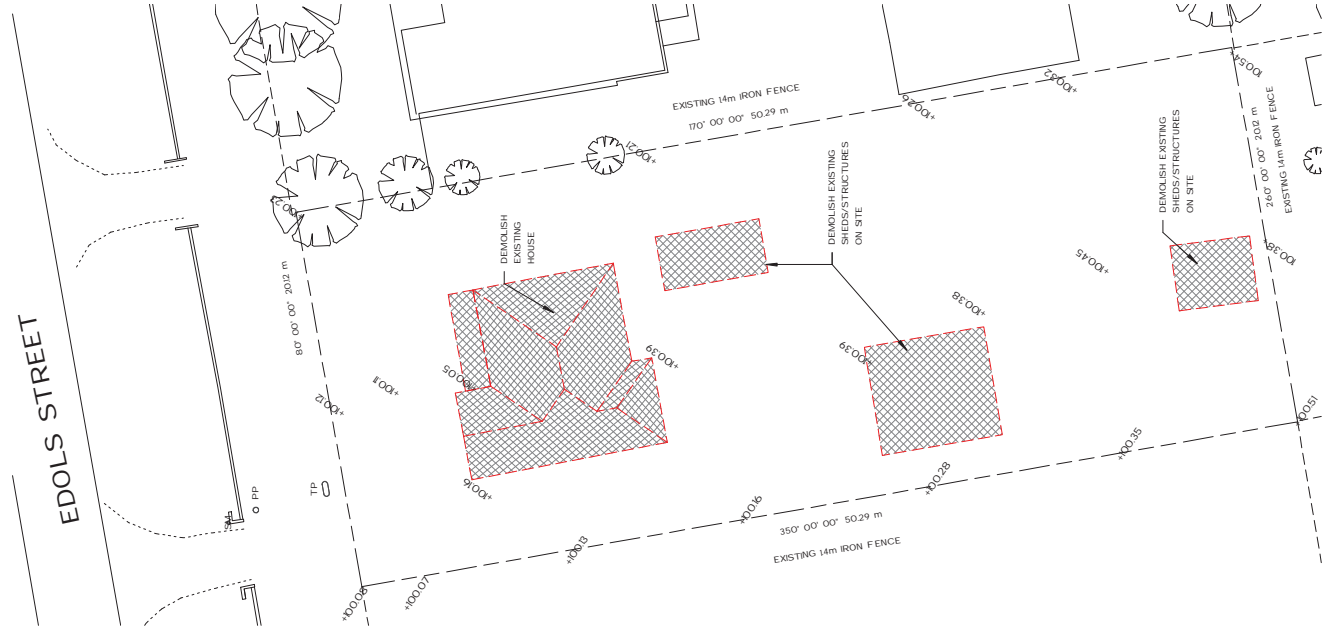 EDOLS STREET
EXISTING 1.4m IRON FENCE
170° 00' 00" 50.29 m
+100.54
+100.32
+100.26
+100.21
260° 00' 00" 20.12 m
EXISTING 1.4m IRON FENCE
DEMOLISH EXISTING
SHEDS/STRUCTURES
ON SITE
DEMOLISH EXISTING
SHEDS/STRUCTURES
ON SITE
DEMOLISH
EXISTING
HOUSE
80° 00' 00" 20.12 m
+100.38
+100.45
+100.38
+100.39
+100.39
+100.05
+100.11
+100.12
+100.16
TP
PP
SM
+100.51
+100.35
+100.28
+100.16
+100.13
+100.07
+100.08
350° 00' 00" 50.29 m
EXISTING 1.4m IRON FENCE